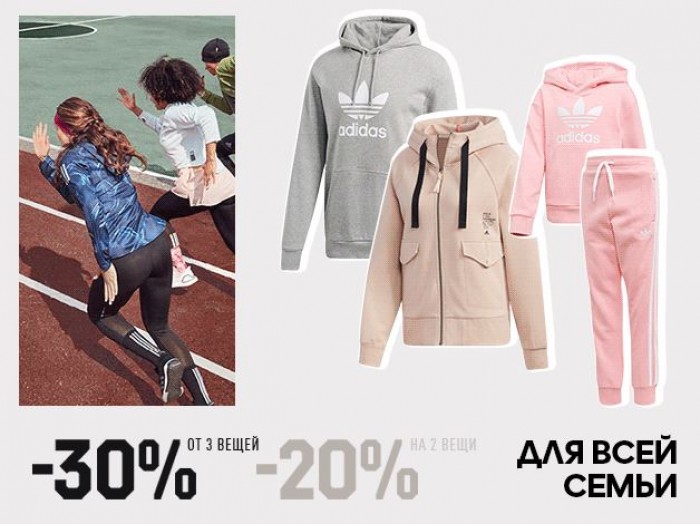 adidas
adidas
-30% ОТ 3 ВЕЩЕЙ
-20% НА 2 ВЕЩИ
ДЛЯ ВСЕЙ
СЕМЬИ